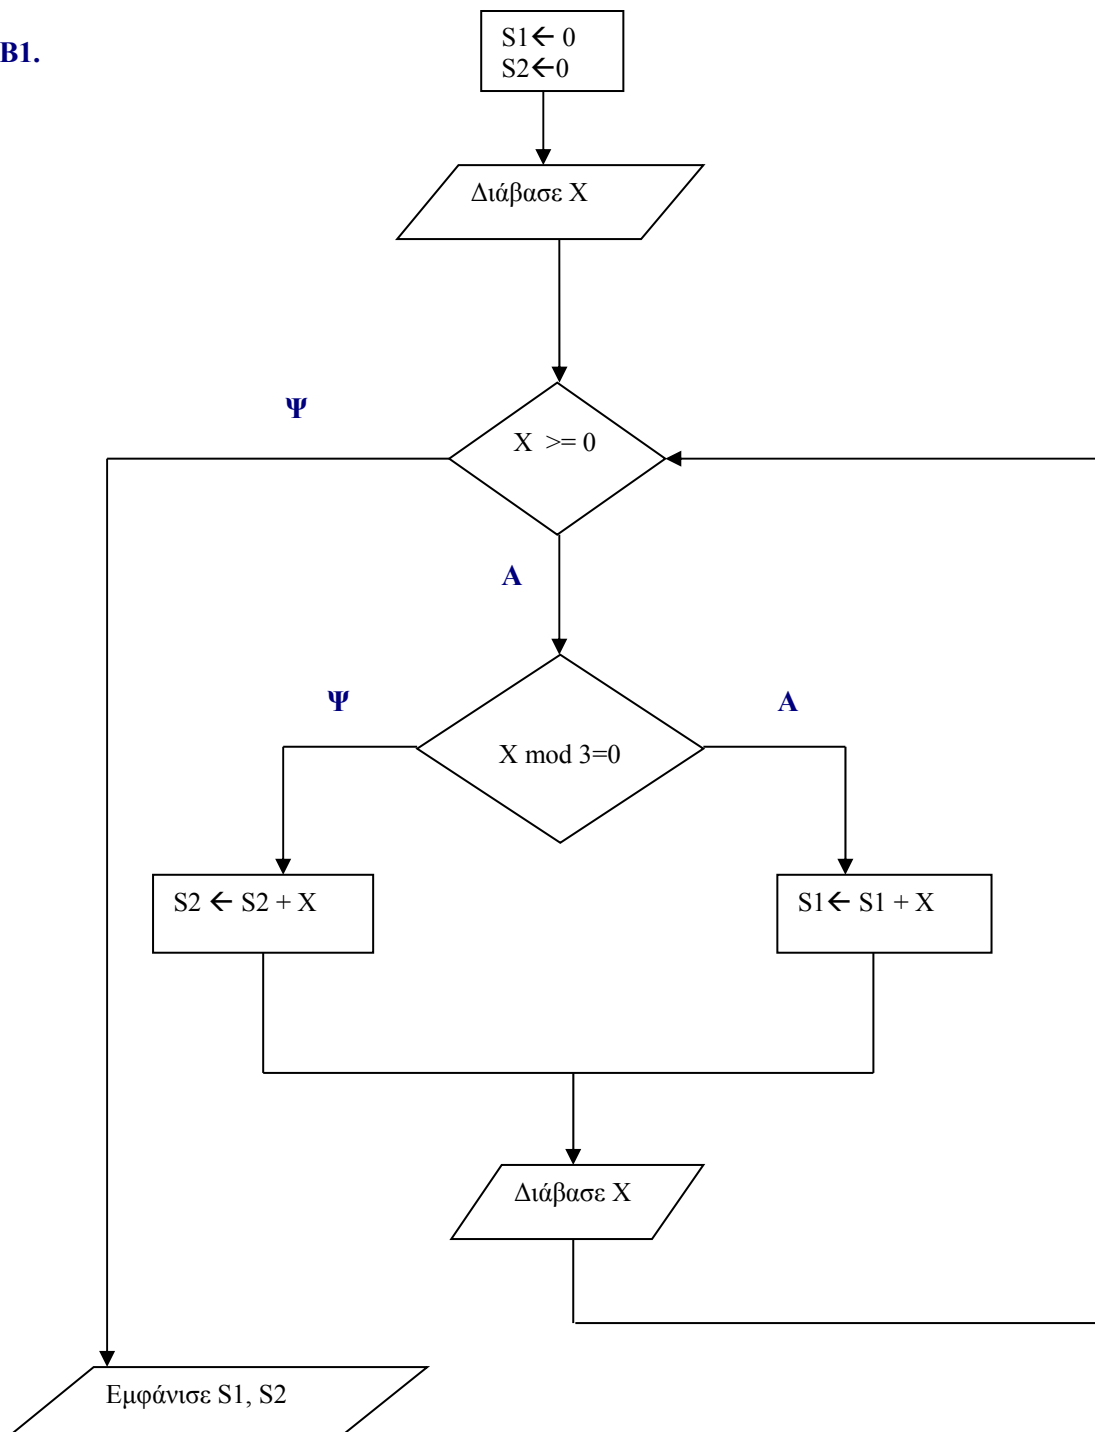 B1.
S1← 0
S2←0
Διάβασε Χ
Ψ
X >= 0
Α
Ψ
Α
X mod 3=0
S2 ← S2 + X
S1← S1 + X
Διάβασε Χ
Εμφάνισε S1, S2